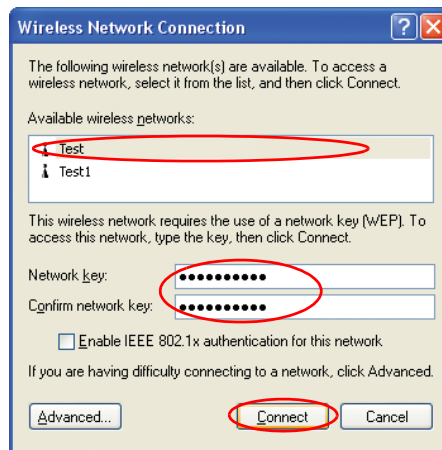 Wireless Network Connection
The following wireless network(s) are available. To access a
wireless network, select it from the list, and then click Connect.
Available wireless networks:
Test
Test1
This wireless network requires the use of a network key (WEP). To
access this network, type the key, then click Connect.
Network key: ●●●●●●●●●●
Confirm network key: ●●●●●●●●●●
Enable IEEE 802.1x authentication for this network
If you are having difficulty connecting to a network, click Advanced.
Advanced... Connect Cancel